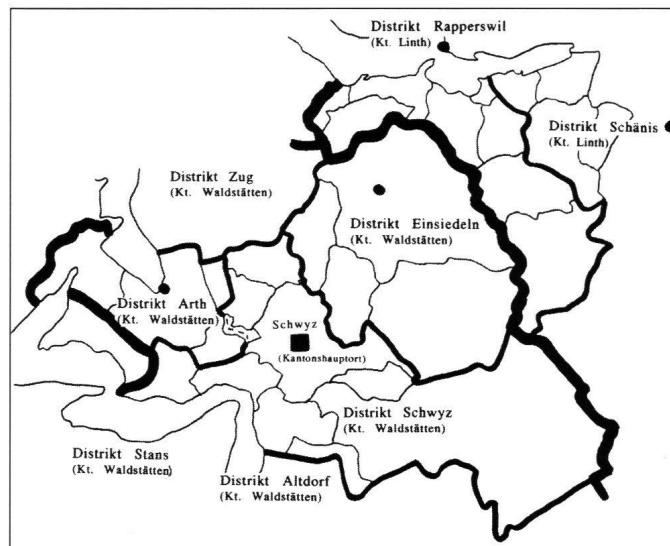 Distrikt Rapperswil
(Kt. Linth)
Distrikt Schänis
(Kt. Linth)
Distrikt Zug
(Kt. Waldstätten)
Distrikt Einsiedeln
(Kt. Waldstätten)
Distrikt Arth
(Kt. Waldstätten)
Schwyz
(Kantonshauptort)
Distrikt Schwyz
(Kt. Waldstätten)
Distrikt Stans
(Kt. Waldstätten)
Distrikt Altdorf
(Kt. Waldstätten)